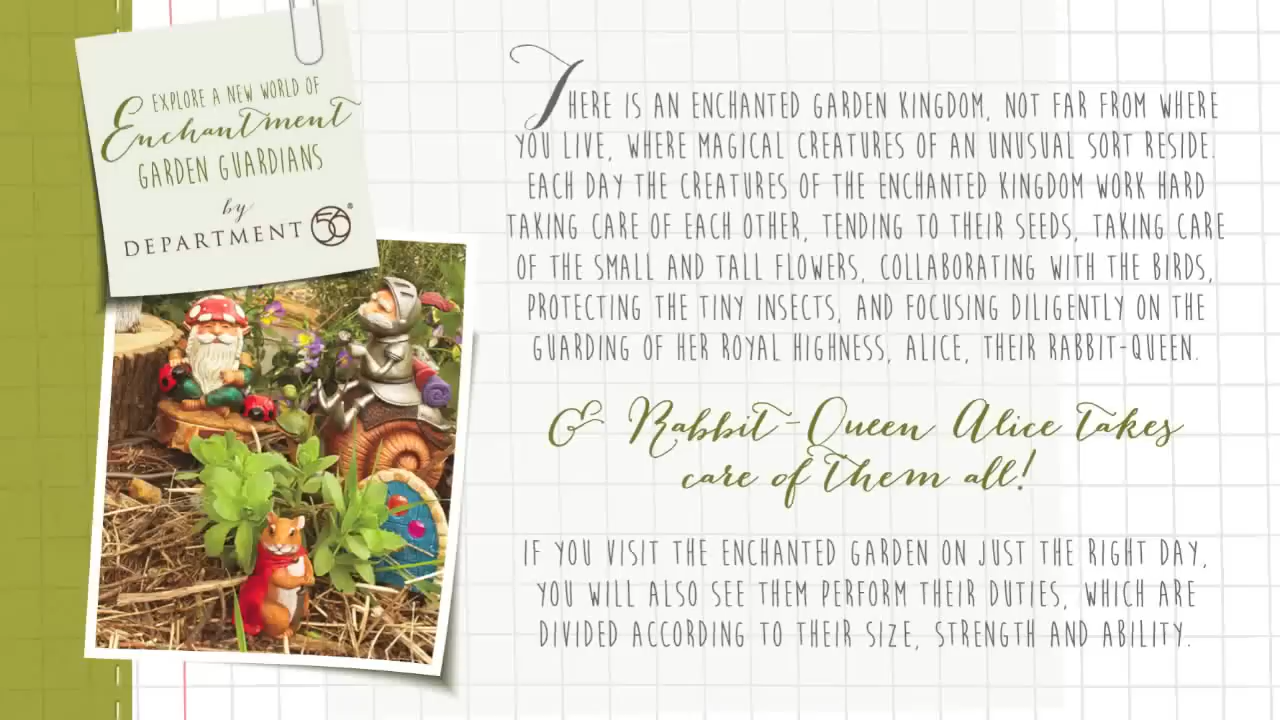 EXPLORE A NEW WORLD OF
Enchantment
GARDEN GUARDIANS
by
DEPARTMENT 56®
THERE IS AN ENCHANTED GARDEN KINGDOM, NOT FAR FROM WHERE
YOU LIVE, WHERE MAGICAL CREATURES OF AN UNUSUAL SORT RESIDE.
EACH DAY THE CREATURES OF THE ENCHANTED KINGDOM WORK HARD
TAKING CARE OF EACH OTHER, TENDING TO THEIR SEEDS, TAKING CARE
OF THE SMALL AND TALL FLOWERS, COLLABORATING WITH THE BIRDS,
PROTECTING THE TINY INSECTS, AND FOCUSING DILIGENTLY ON THE
GUARDING OF HER ROYAL HIGHNESS, ALICE, THEIR RABBIT-QUEEN.
& Rabbit-Queen Alice takes
care of them all!
IF YOU VISIT THE ENCHANTED GARDEN ON JUST THE RIGHT DAY,
YOU WILL ALSO SEE THEM PERFORM THEIR DUTIES, WHICH ARE
DIVIDED ACCORDING TO THEIR SIZE, STRENGTH AND ABILITY.